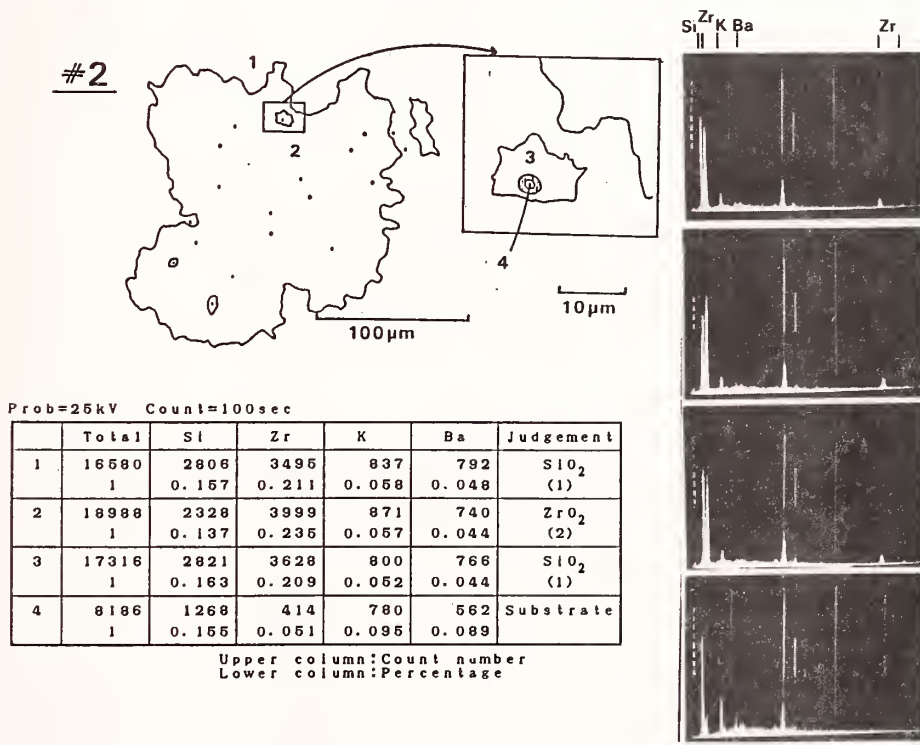 #2
1
2
3
4
100μm
10μm
Si Zr K Ba Zr
Prob=25kV Count=100sec
Total Si Zr K Ba Judgement
1 16580 2806 3495 837 792 SiO2
1 0.157 0.211 0.058 0.048 (1)
2 18988 2328 3999 871 740 ZrO2
1 0.137 0.235 0.057 0.044 (2)
3 17316 2821 3628 800 766 SiO2
1 0.163 0.209 0.052 0.044 (1)
4 8186 1268 414 780 562 Substrate
1 0.155 0.051 0.095 0.089
Upper column:Count number
Lower column:Percentage